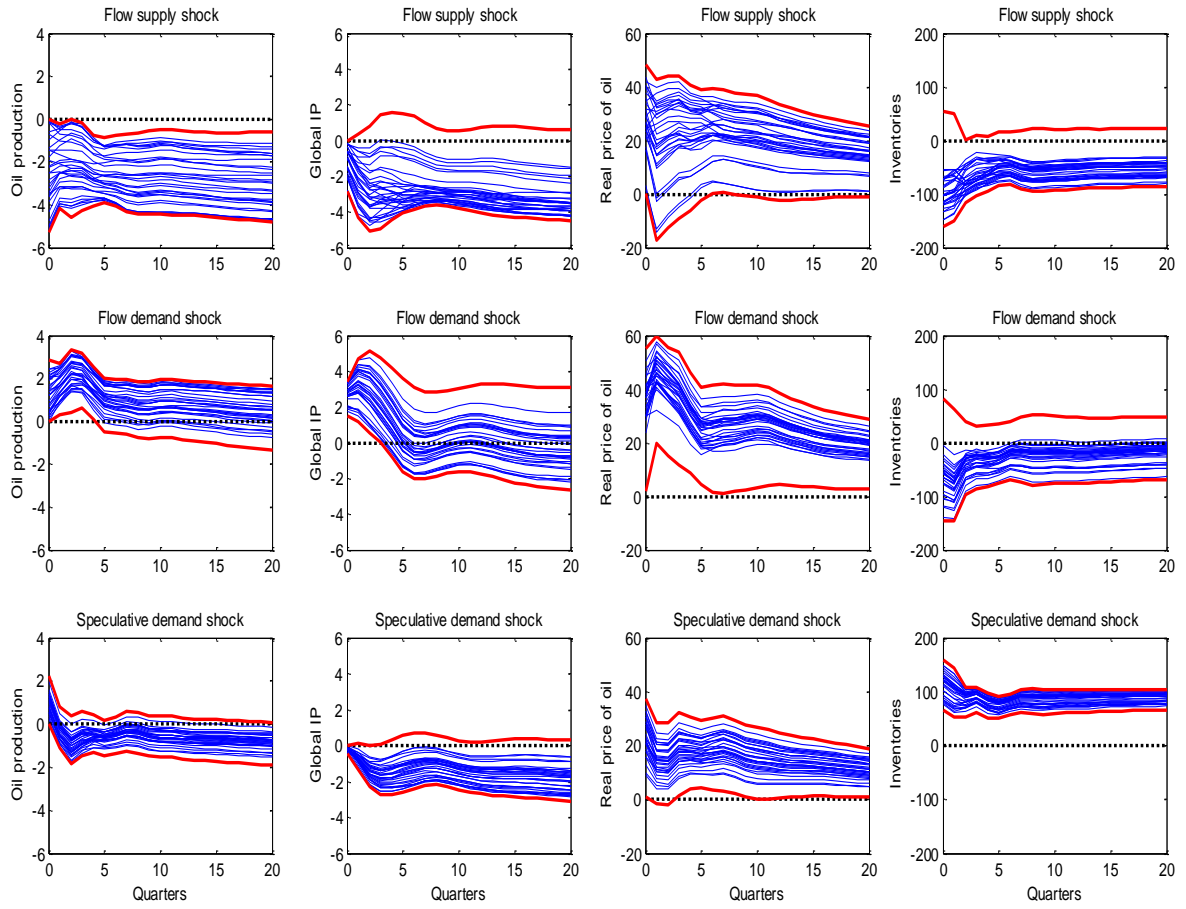 Flow supply shock
Oil production
4
2
0
-2
-4
-6
0 5 10 15 20
Flow supply shock
Global IP
6
4
2
0
-2
-4
-6
0 5 10 15 20
Flow supply shock
Real price of oil
60
40
20
0
-20
0 5 10 15 20
Flow supply shock
Inventories
200
100
0
-100
-200
0 5 10 15 20
Flow demand shock
Oil production
4
2
0
-2
-4
-6
0 5 10 15 20
Flow demand shock
Global IP
6
4
2
0
-2
-4
-6
0 5 10 15 20
Flow demand shock
Real price of oil
60
40
20
0
-20
0 5 10 15 20
Flow demand shock
Inventories
200
100
0
-100
-200
0 5 10 15 20
Speculative demand shock
Oil production
4
2
0
-2
-4
-6
0 5 10 15 20
Quarters
Speculative demand shock
Global IP
6
4
2
0
-2
-4
-6
0 5 10 15 20
Quarters
Speculative demand shock
Real price of oil
60
40
20
0
-20
0 5 10 15 20
Quarters
Speculative demand shock
Inventories
200
100
0
-100
-200
0 5 10 15 20
Quarters